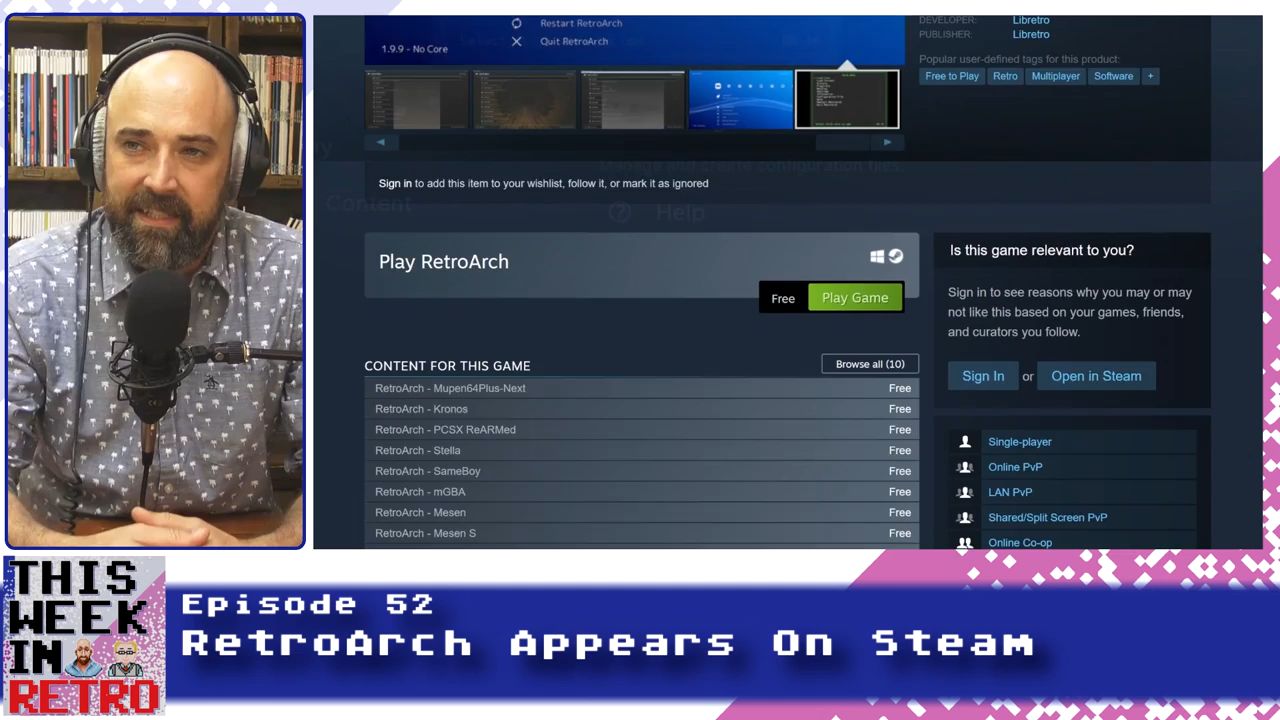 Restart RetroArch
Quit RetroArch
1.9.9 - No Core
DEVELOPER: Libretro
PUBLISHER: Libretro
Popular user-defined tags for this product:
Free to Play Retro Multiplayer Software +
Manage and create configuration files
Sign in to add this item to your wishlist, follow it, or mark it as ignored
Content
Help
Play RetroArch
Free Play Game
Is this game relevant to you?
Sign in to see reasons why you may or may
not like this based on your games, friends,
and curators you follow.
Sign In or Open in Steam
CONTENT FOR THIS GAME Browse all (10)
RetroArch - Mupen64Plus-Next Free
RetroArch - Kronos Free
RetroArch - PCSX ReARMed Free
RetroArch - Stella Free
RetroArch - SameBoy Free
RetroArch - mGBA Free
RetroArch - Mesen Free
RetroArch - Mesen S Free
Single-player
Online PvP
LAN PvP
Shared/Split Screen PvP
Online Co-op
THIS
WEEK
IN
RETRO
Episode 52
RetroArch Appears On Steam